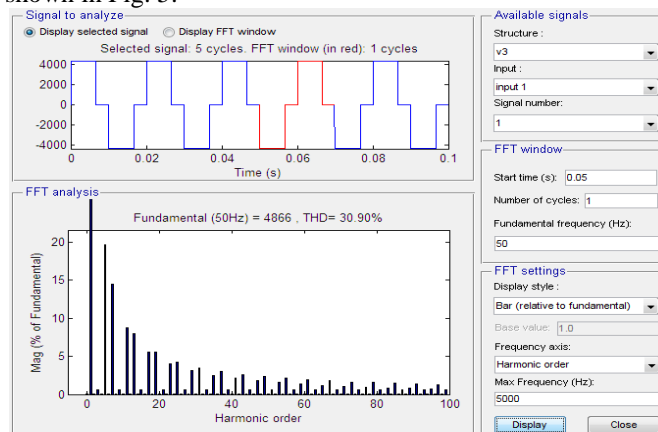 shown in Fig. 3.
Signal to analyze
Display selected signal Display FFT window
Selected signal: 5 cycles. FFT window (in red): 1 cycles
4000
2000
0
-2000
-4000
0 0.02 0.04 0.06 0.08 0.1
Time (s)
FFT analysis
Fundamental (50Hz) = 4866 , THD= 30.90%
20
15
10
5
0
Mag (% of Fundamental)
0 20 40 60 80 100
Harmonic order
Available signals
Structure :
v3
Input :
input 1
Signal number:
1
FFT window
Start time (s): 0.05
Number of cycles: 1
Fundamental frequency (Hz):
50
FFT settings
Display style :
Bar (relative to fundamental)
Base value: 1.0
Frequency axis:
Harmonic order
Max Frequency (Hz):
5000
Display Close